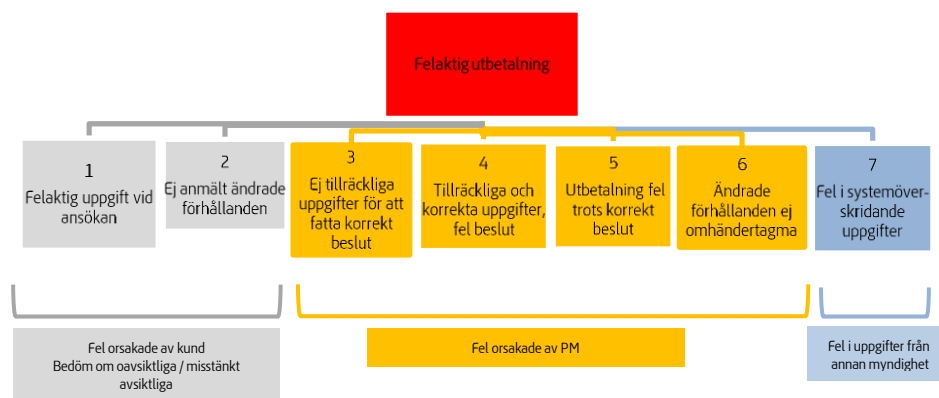 Felaktig utbetalning
1
Felaktig uppgift vid
ansökan
2
Ej anmält ändrade
förhållanden
3
Ej tillräckliga
uppgifter för att
fatta korrekt
beslut
4
Tillräckliga och
korrekta uppgifter,
fel beslut
5
Utbetalning fel
trots korrekt
beslut
6
Ändrade
förhållanden ej
omhändertagma
7
Fel i systemöver-
skridande
uppgifter
Fel orsakade av kund
Bedöm om oavsiktliga / misstänkt
avsiktliga
Fel orsakade av PM
Fel i uppgifter från
annan myndighet